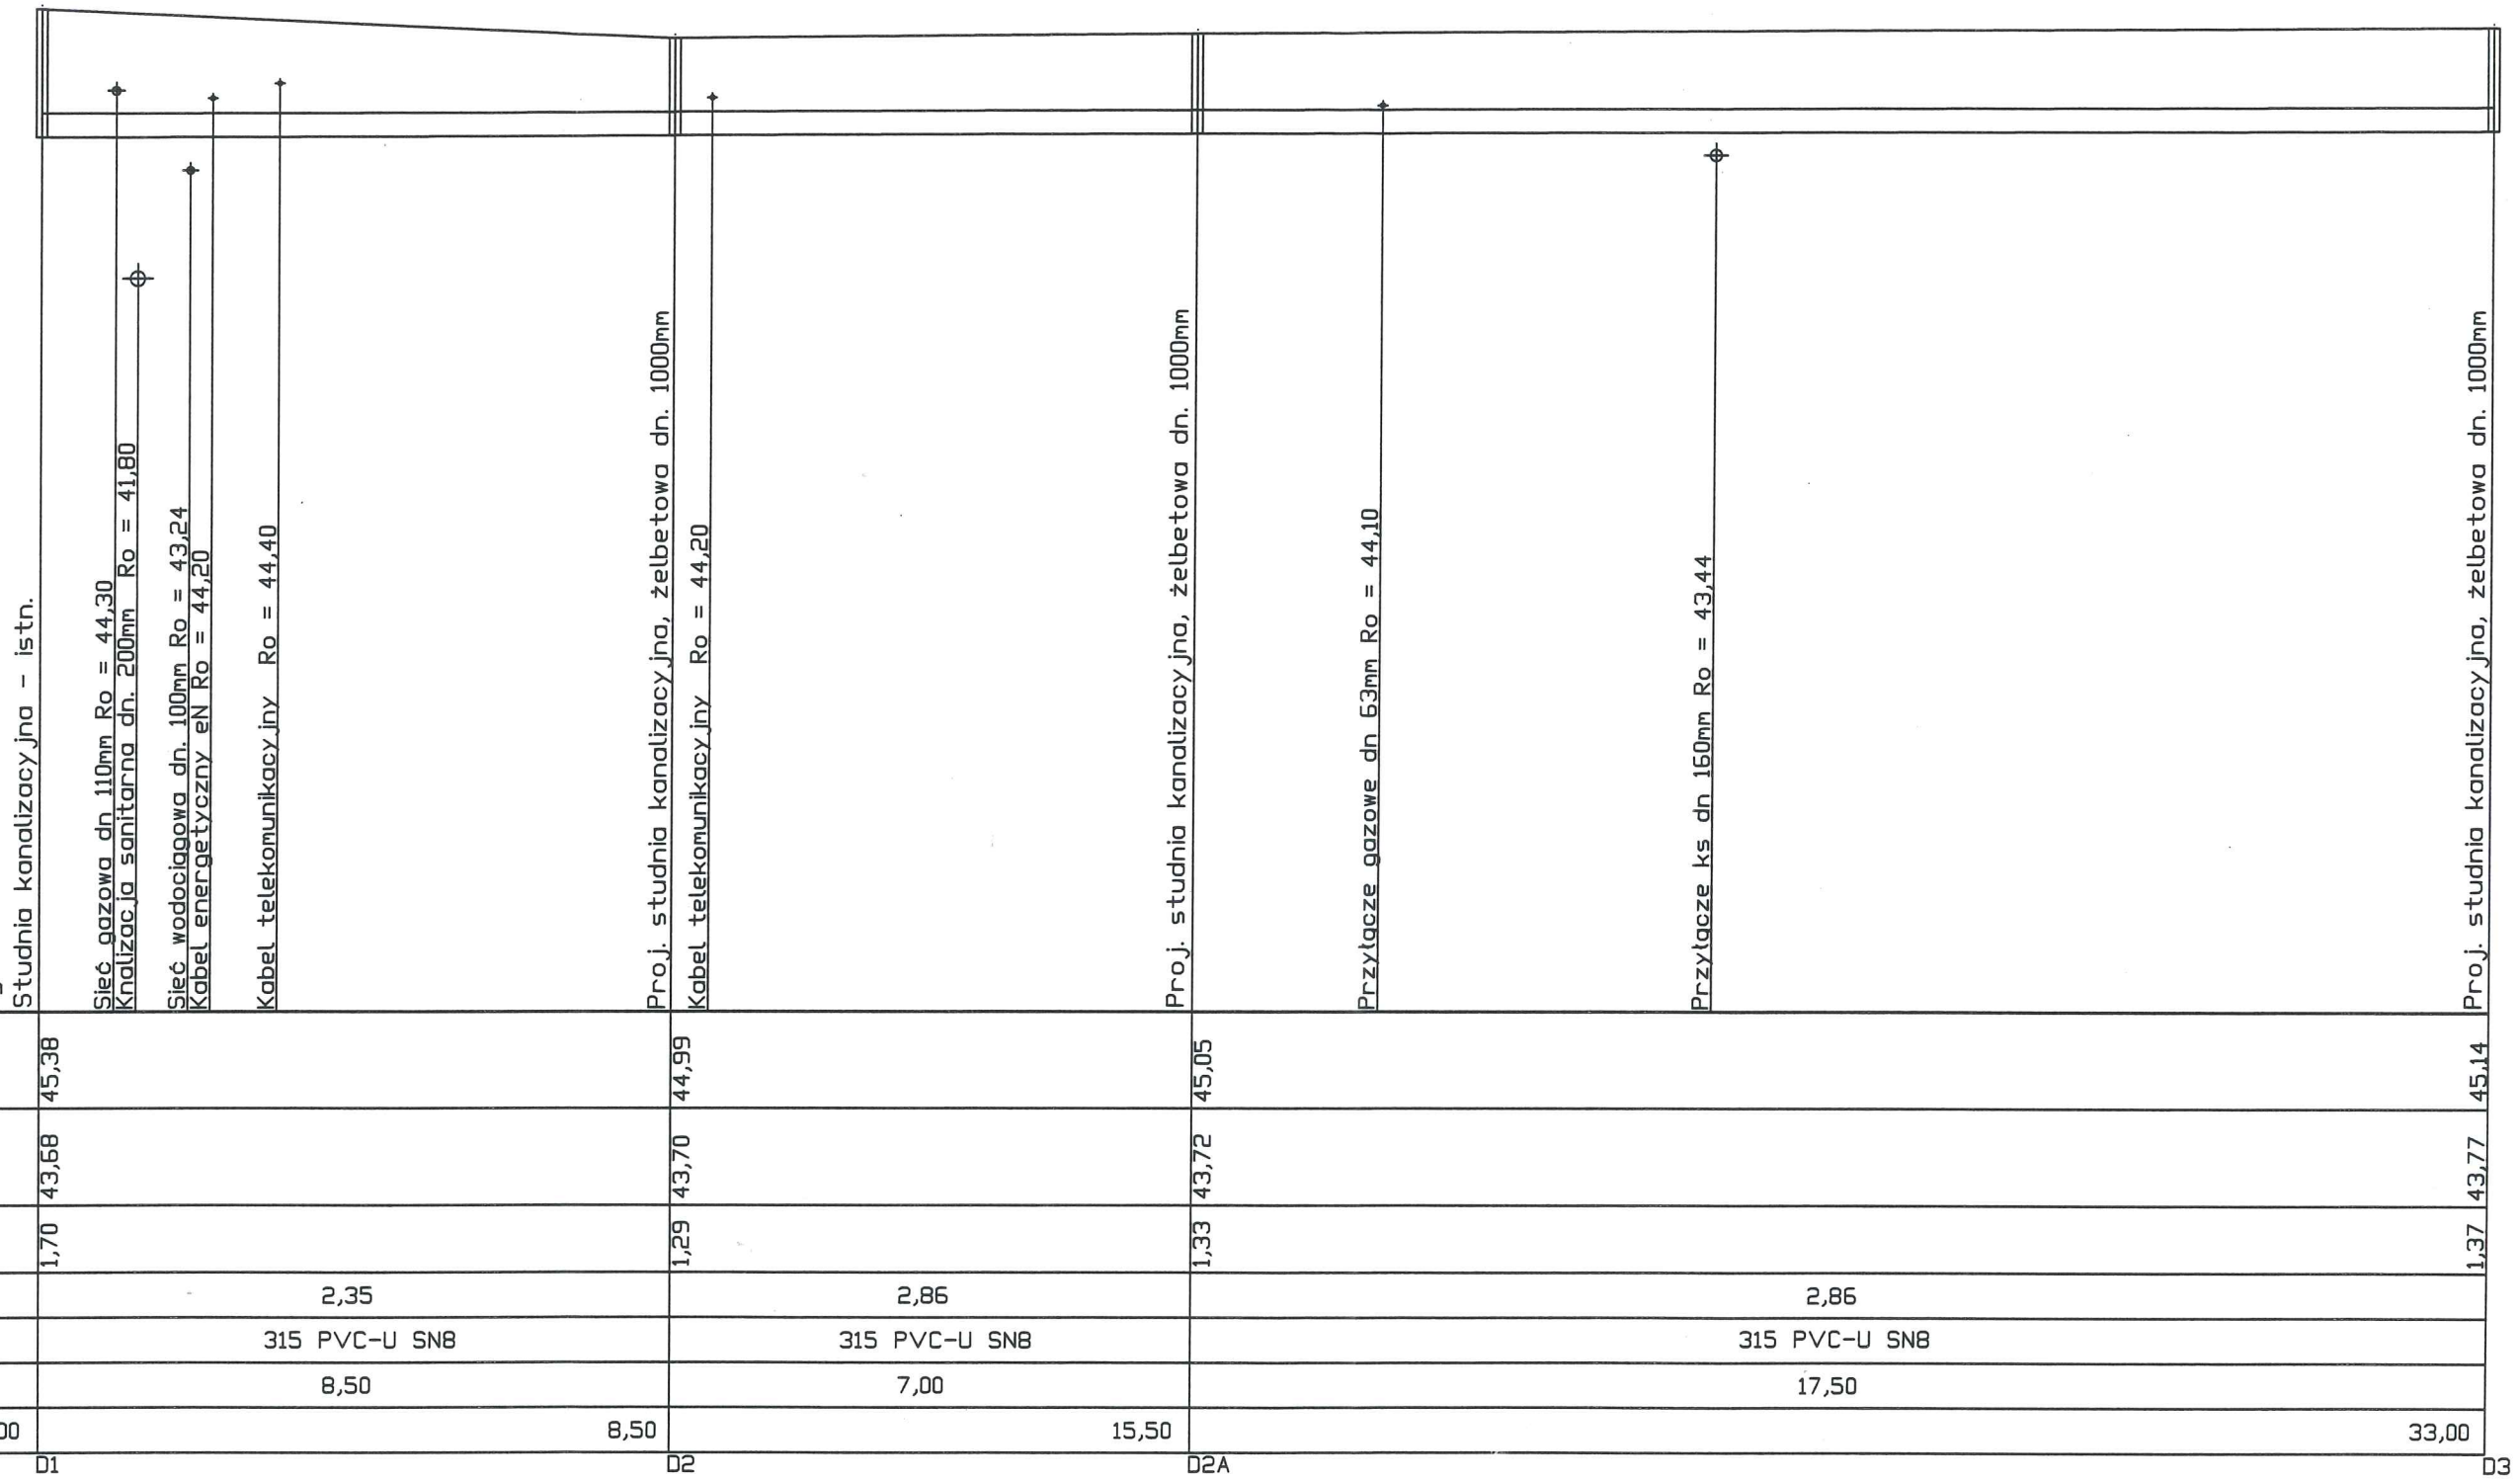 Studnia kanalizacyjna - istn.
Sieć gazowa dn 110mm Ro = 44,30
Knalizacja sanitarna dn. 200mm Ro = 41,80
Sieć wodociągowa dn. 100mm Ro = 43,24
Kabel energetyczny eN Ro = 44,20
Kabel telekomunikacyjny Ro = 44,40
Proj. studnia kanalizacyjna, żelbetowa dn. 1000mm
Kabel telekomunikacyjny Ro = 44,20
Proj. studnia kanalizacyjna, żelbetowa dn. 1000mm
Przyłącze gazowe dn 63mm Ro = 44,10
Przyłącze ks dn 160mm Ro = 43,44
Proj. studnia kanalizacyjna, żelbetowa dn. 1000mm
45,38 44,99 45,05 45,14
43,68 43,70 43,72 43,77
1,70 1,29 1,33 1,37
2,35 2,86 2,86
315 PVC-U SN8 315 PVC-U SN8 315 PVC-U SN8
8,50 7,00 17,50
00 8,50 15,50 33,00
D1 D2 D2A D3